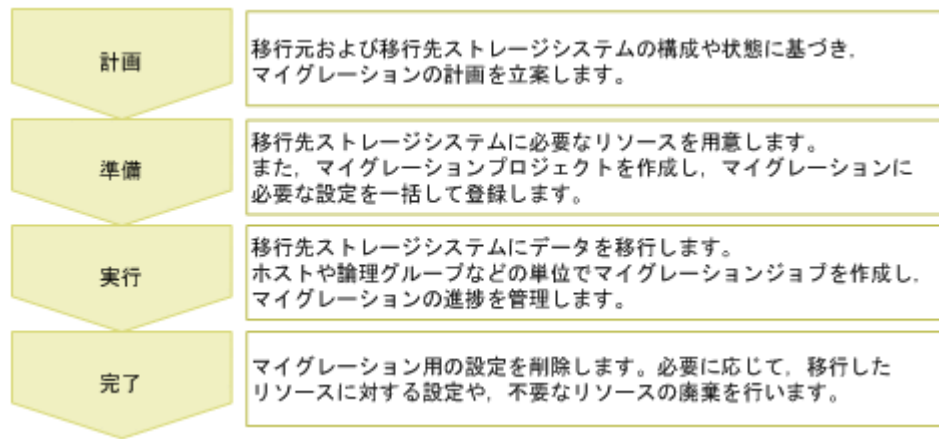 計画
移行元および移行先ストレージシステムの構成や状態に基づき，
マイグレーションの計画を立案します。
準備
移行先ストレージシステムに必要なリソースを用意します。
また，マイグレーションプロジェクトを作成し，マイグレーションに
必要な設定を一括して登録します。
実行
移行先ストレージシステムにデータを移行します。
ホストや論理グループなどの単位でマイグレーションジョブを作成し，
マイグレーションの進捗を管理します。
完了
マイグレーション用の設定を削除します。必要に応じて，移行した
リソースに対する設定や，不要なリソースの廃棄を行います。